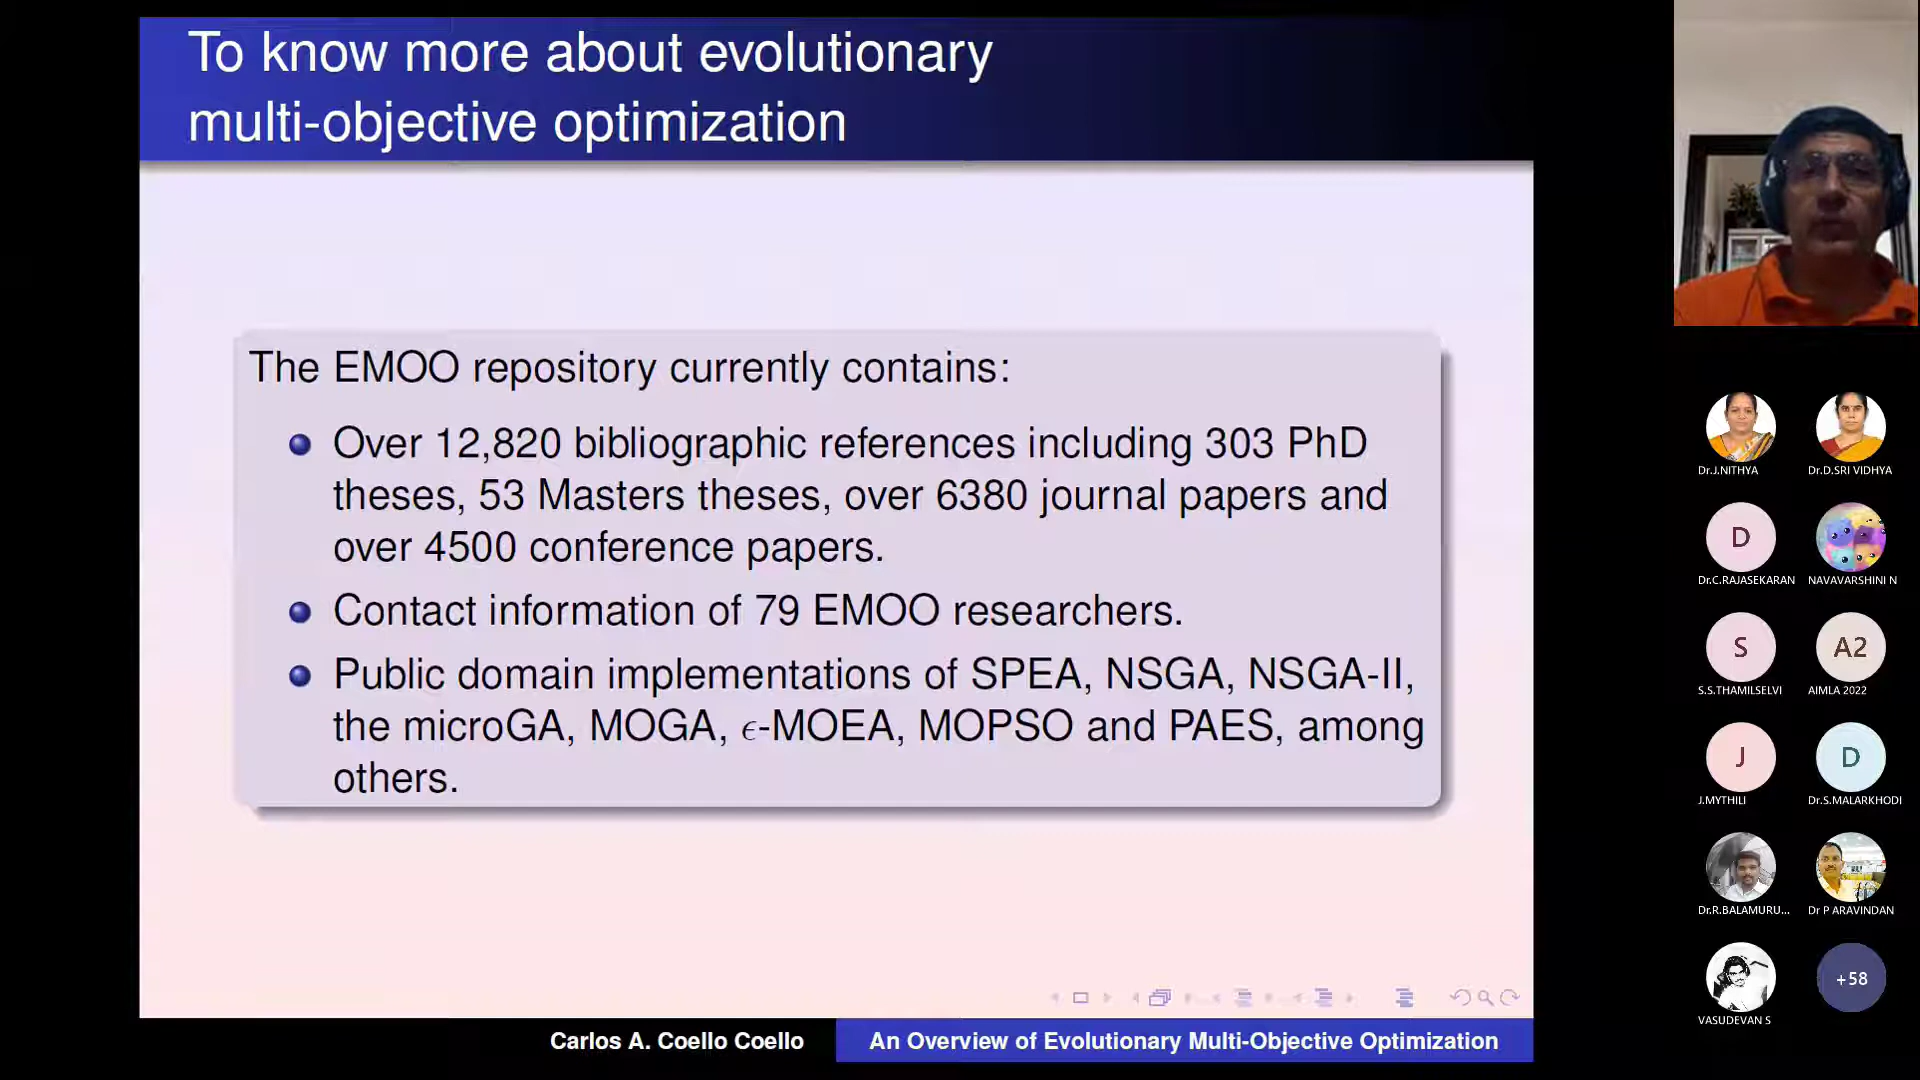 To know more about evolutionary
multi-objective optimization
The EMOO repository currently contains:
Over 12,820 bibliographic references including 303 PhD
theses, 53 Masters theses, over 6380 journal papers and
over 4500 conference papers.
Contact information of 79 EMOO researchers.
Public domain implementations of SPEA, NSGA, NSGA-II,
the microGA, MOGA, ϵ-MOEA, MOPSO and PAES, among
others.
Carlos A. Coello Coello
An Overview of Evolutionary Multi-Objective Optimization
Dr.J.NITHYA
Dr.D.SRI VIDHYA
D
Dr.C.RAJASEKARAN
NAVAVARSHINI N
S
A2
S.S.THAMILSELVI
AIMLA 2022
J
D
J.MYTHILI
Dr.S.MALARKHODI
Dr.R.BALAMURU...
Dr P ARAVINDAN
+58
VASUDEVAN S